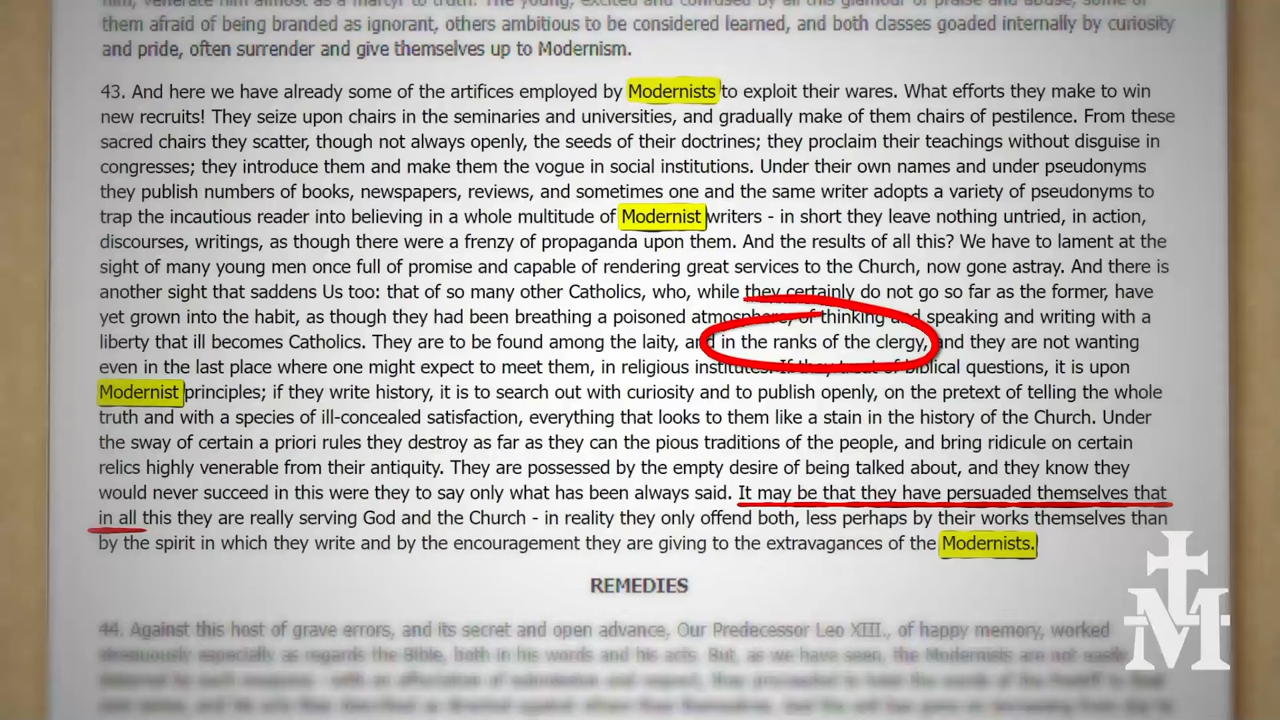 them afraid of being branded as ignorant, others ambitious to be considered learned, and both classes goaded internally by curiosity
and pride, often surrender and give themselves up to Modernism.
43. And here we have already some of the artifices employed by Modernists to exploit their wares. What efforts they make to win
new recruits! They seize upon chairs in the seminaries and universities, and gradually make of them chairs of pestilence. From these
sacred chairs they scatter, though not always openly, the seeds of their doctrines; they proclaim their teachings without disguise in
congresses; they introduce them and make them the vogue in social institutions. Under their own names and under pseudonyms
they publish numbers of books, newspapers, reviews, and sometimes one and the same writer adopts a variety of pseudonyms to
trap the incautious reader into believing in a whole multitude of Modernist writers - in short they leave nothing untried, in action,
discourses, writings, as though there were a frenzy of propaganda upon them. And the results of all this? We have to lament at the
sight of many young men once full of promise and capable of rendering great services to the Church, now gone astray. And there is
another sight that saddens Us too: that of so many other Catholics, who, while they certainly do not go so far as the former, have
yet grown into the habit, as though they had been breathing a poisoned atmosphere, of thinking and speaking and writing with a
liberty that ill becomes Catholics. They are to be found among the laity, and in the ranks of the clergy, and they are not wanting
even in the last place where one might expect to meet them, in religious institutes. If they treat of biblical questions, it is upon
Modernist principles; if they write history, it is to search out with curiosity and to publish openly, on the pretext of telling the whole
truth and with a species of ill-concealed satisfaction, everything that looks to them like a stain in the history of the Church. Under
the sway of certain a priori rules they destroy as far as they can the pious traditions of the people, and bring ridicule on certain
relics highly venerable from their antiquity. They are possessed by the empty desire of being talked about, and they know they
would never succeed in this were they to say only what has been always said. It may be that they have persuaded themselves that
in all this they are really serving God and the Church - in reality they only offend both, less perhaps by their works themselves than
by the spirit in which they write and by the encouragement they are giving to the extravagances of the Modernists.
REMEDIES
44. Against this host of grave errors, and its secret and open advance, Our Predecessor Leo XIII., of happy memory, worked
strenuously especially as regards the Bible, both in his words and his acts. But, as we have seen, the Modernists are not easily